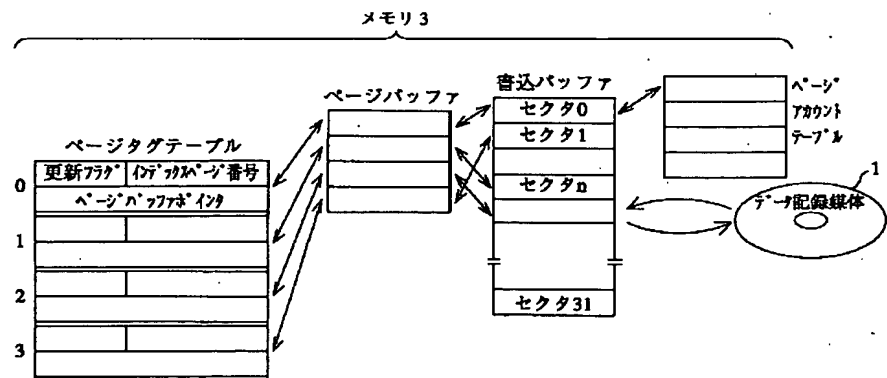 メモリ3
ページバッファ
書込バッファ
ページ
アカウント
テーブル
セクタ0
セクタ1
セクタn
セクタ31
ページタグテーブル
更新フラグ
インデックスページ番号
ページバッファポインタ
0
1
2
3
1
データ記録媒体